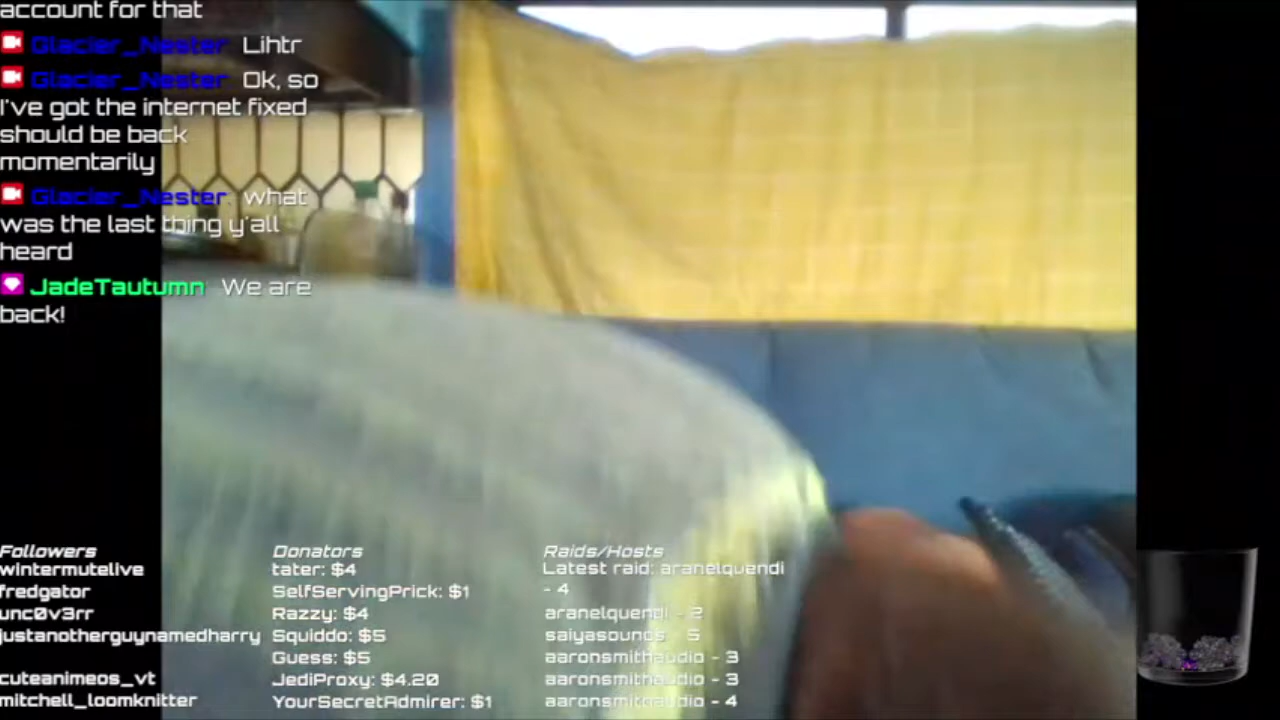 account for that
Glacier_Nester Lihtr
Glacier_Nester Ok, so
I've got the internet fixed
should be back
momentarily
Glacier_Nester what
was the last thing y'all
heard
JadeTautumn We are
back!
Followers
wintermutelive
fredgator
unc0v3rr
justanotherguynamedharry
cuteanimeos_vt
mitchell_loomknitter
Donators
tater: $4
SelfServingPrick: $1
Razzy: $4
Squiddo: $5
Guess: $5
JediProxy: $4.20
YourSecretAdmirer: $1
Raids/Hosts
Latest raid: aranelquendi
- 4
aranelquendi - 2
saiyasounds - 5
aaronsmithaudio - 3
aaronsmithaudio - 3
aaronsmithaudio - 4